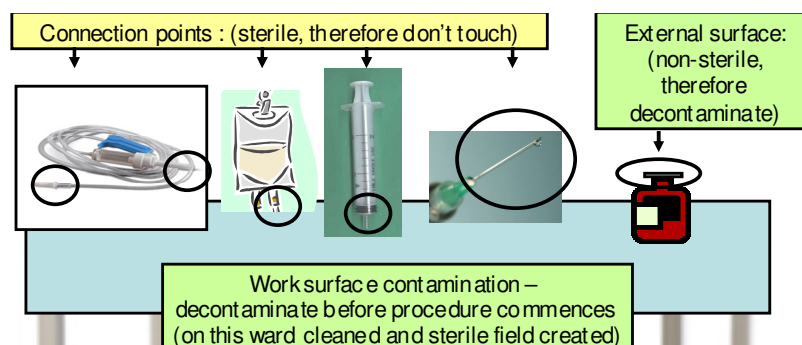 Connection points : (sterile, therefore don't touch)
External surface:
(non-sterile,
therefore
decontaminate)
Work surface contamination –
decontaminate before procedure commences
(on this ward cleaned and sterile field created)